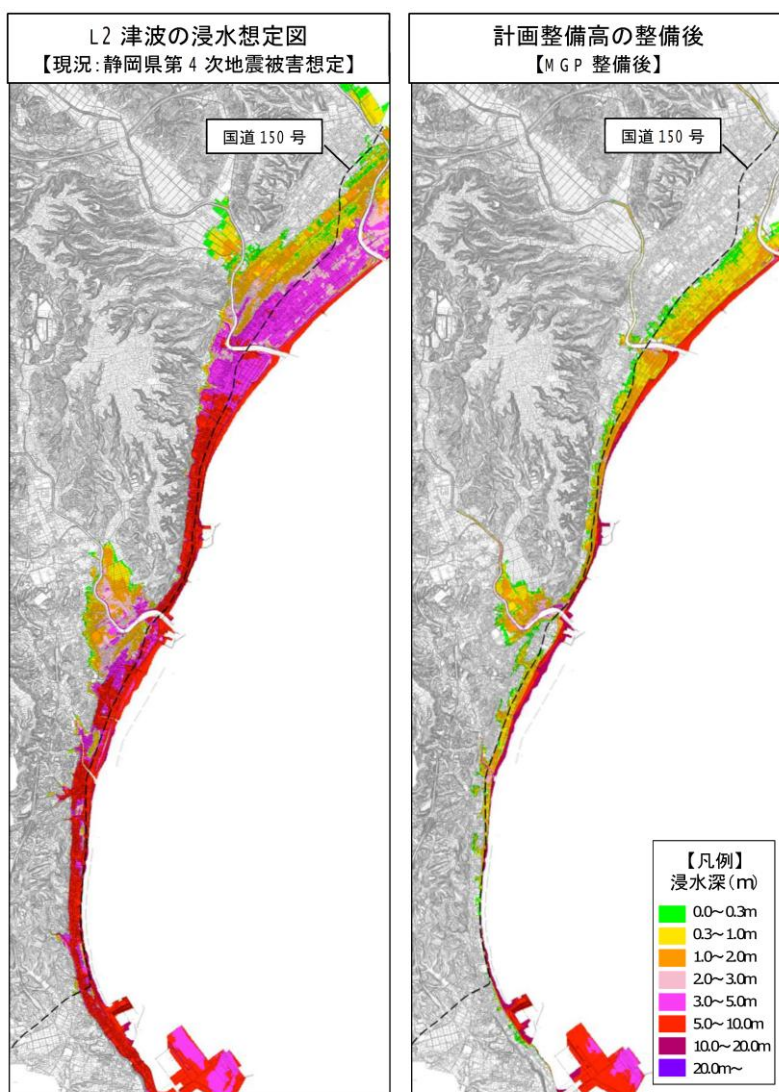 L2 津波の浸水想定図
【現況:静岡県第4次地震被害想定】
国道150号
計画整備高の整備後
【MGP 整備後】
国道150号
【凡例】
浸水深(m)
0.0～0.3m
0.3～1.0m
1.0～2.0m
2.0～3.0m
3.0～5.0m
5.0～10.0m
10.0～20.0m
20.0m～